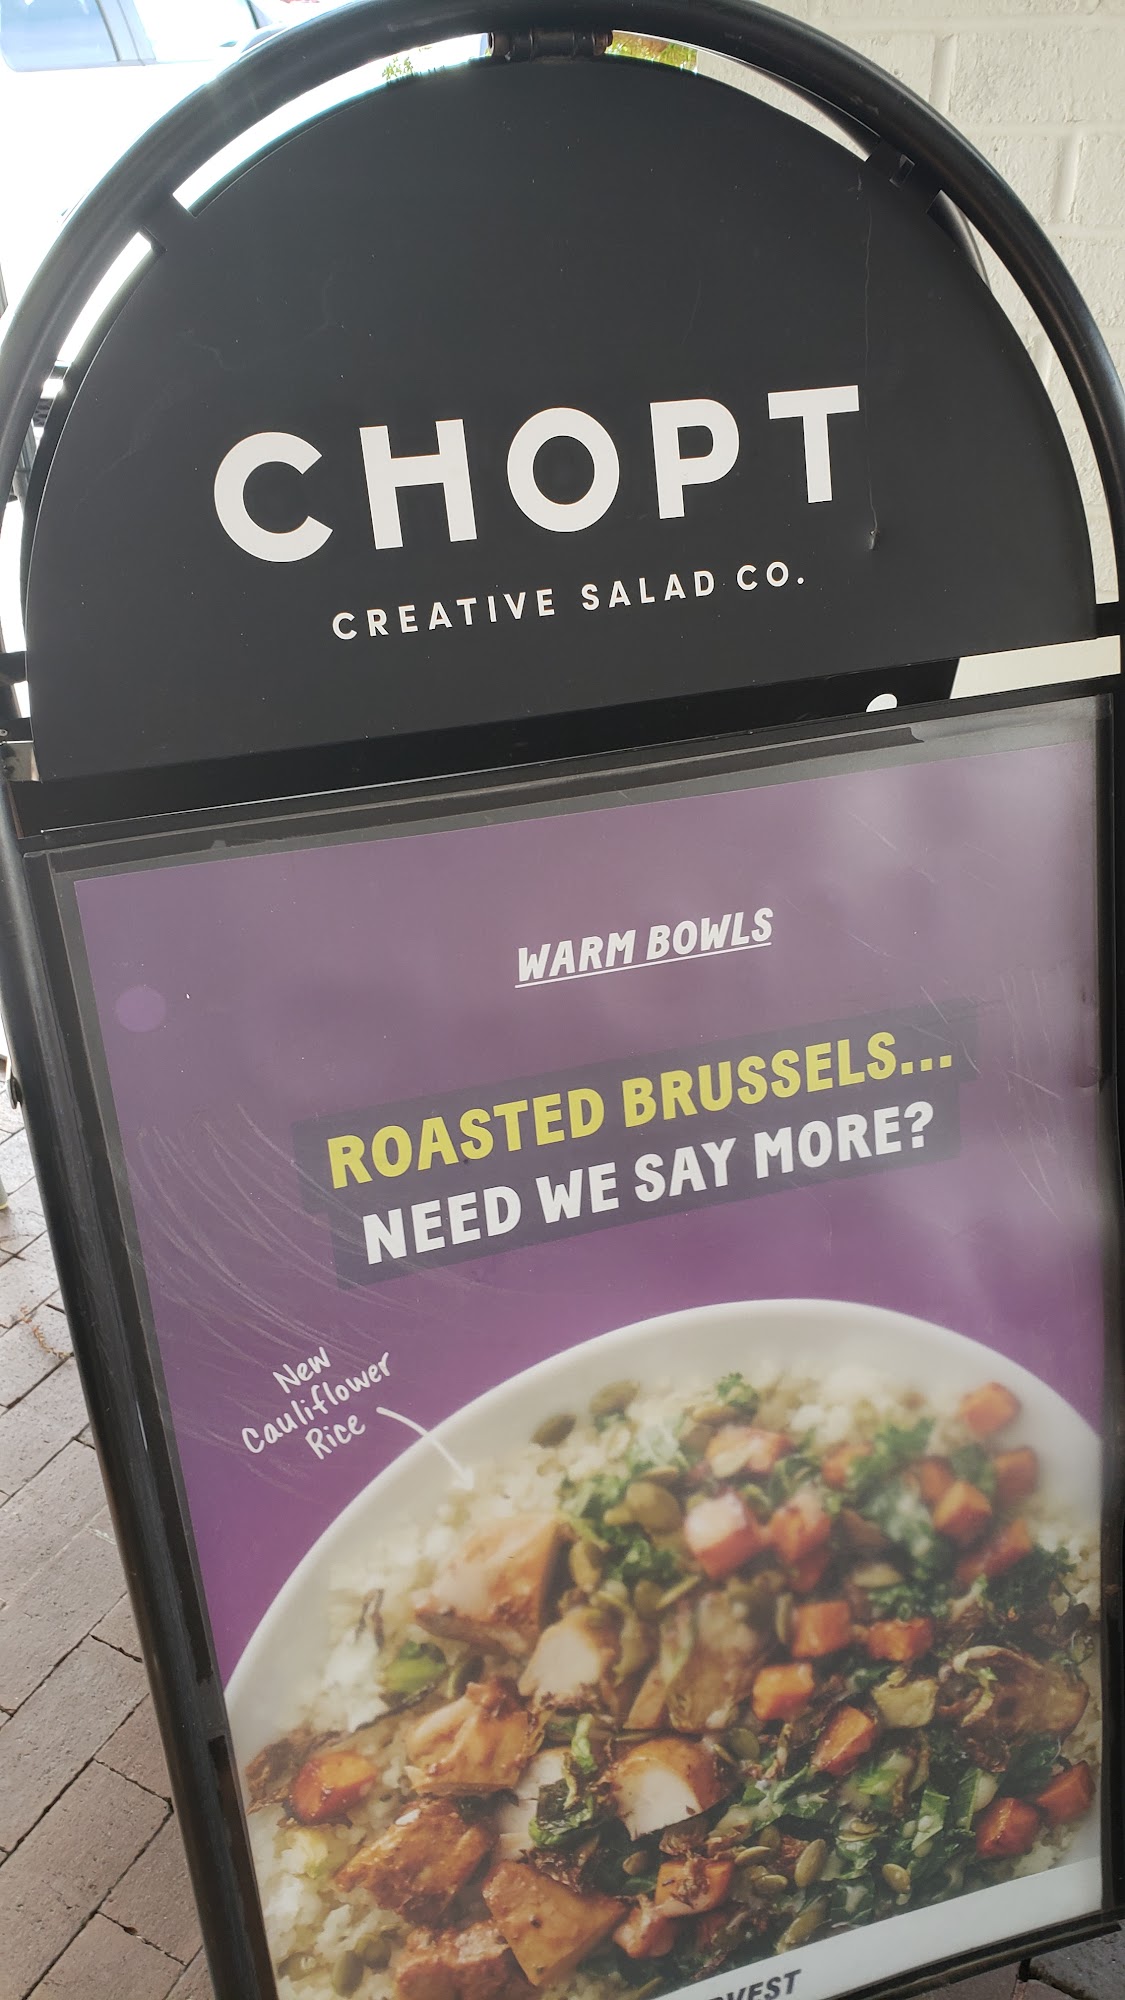 CHOPT
CREATIVE SALAD CO.
WARM BOWLS
ROASTED BRUSSELS...
NEED WE SAY MORE?
New
Cauliflower
Rice